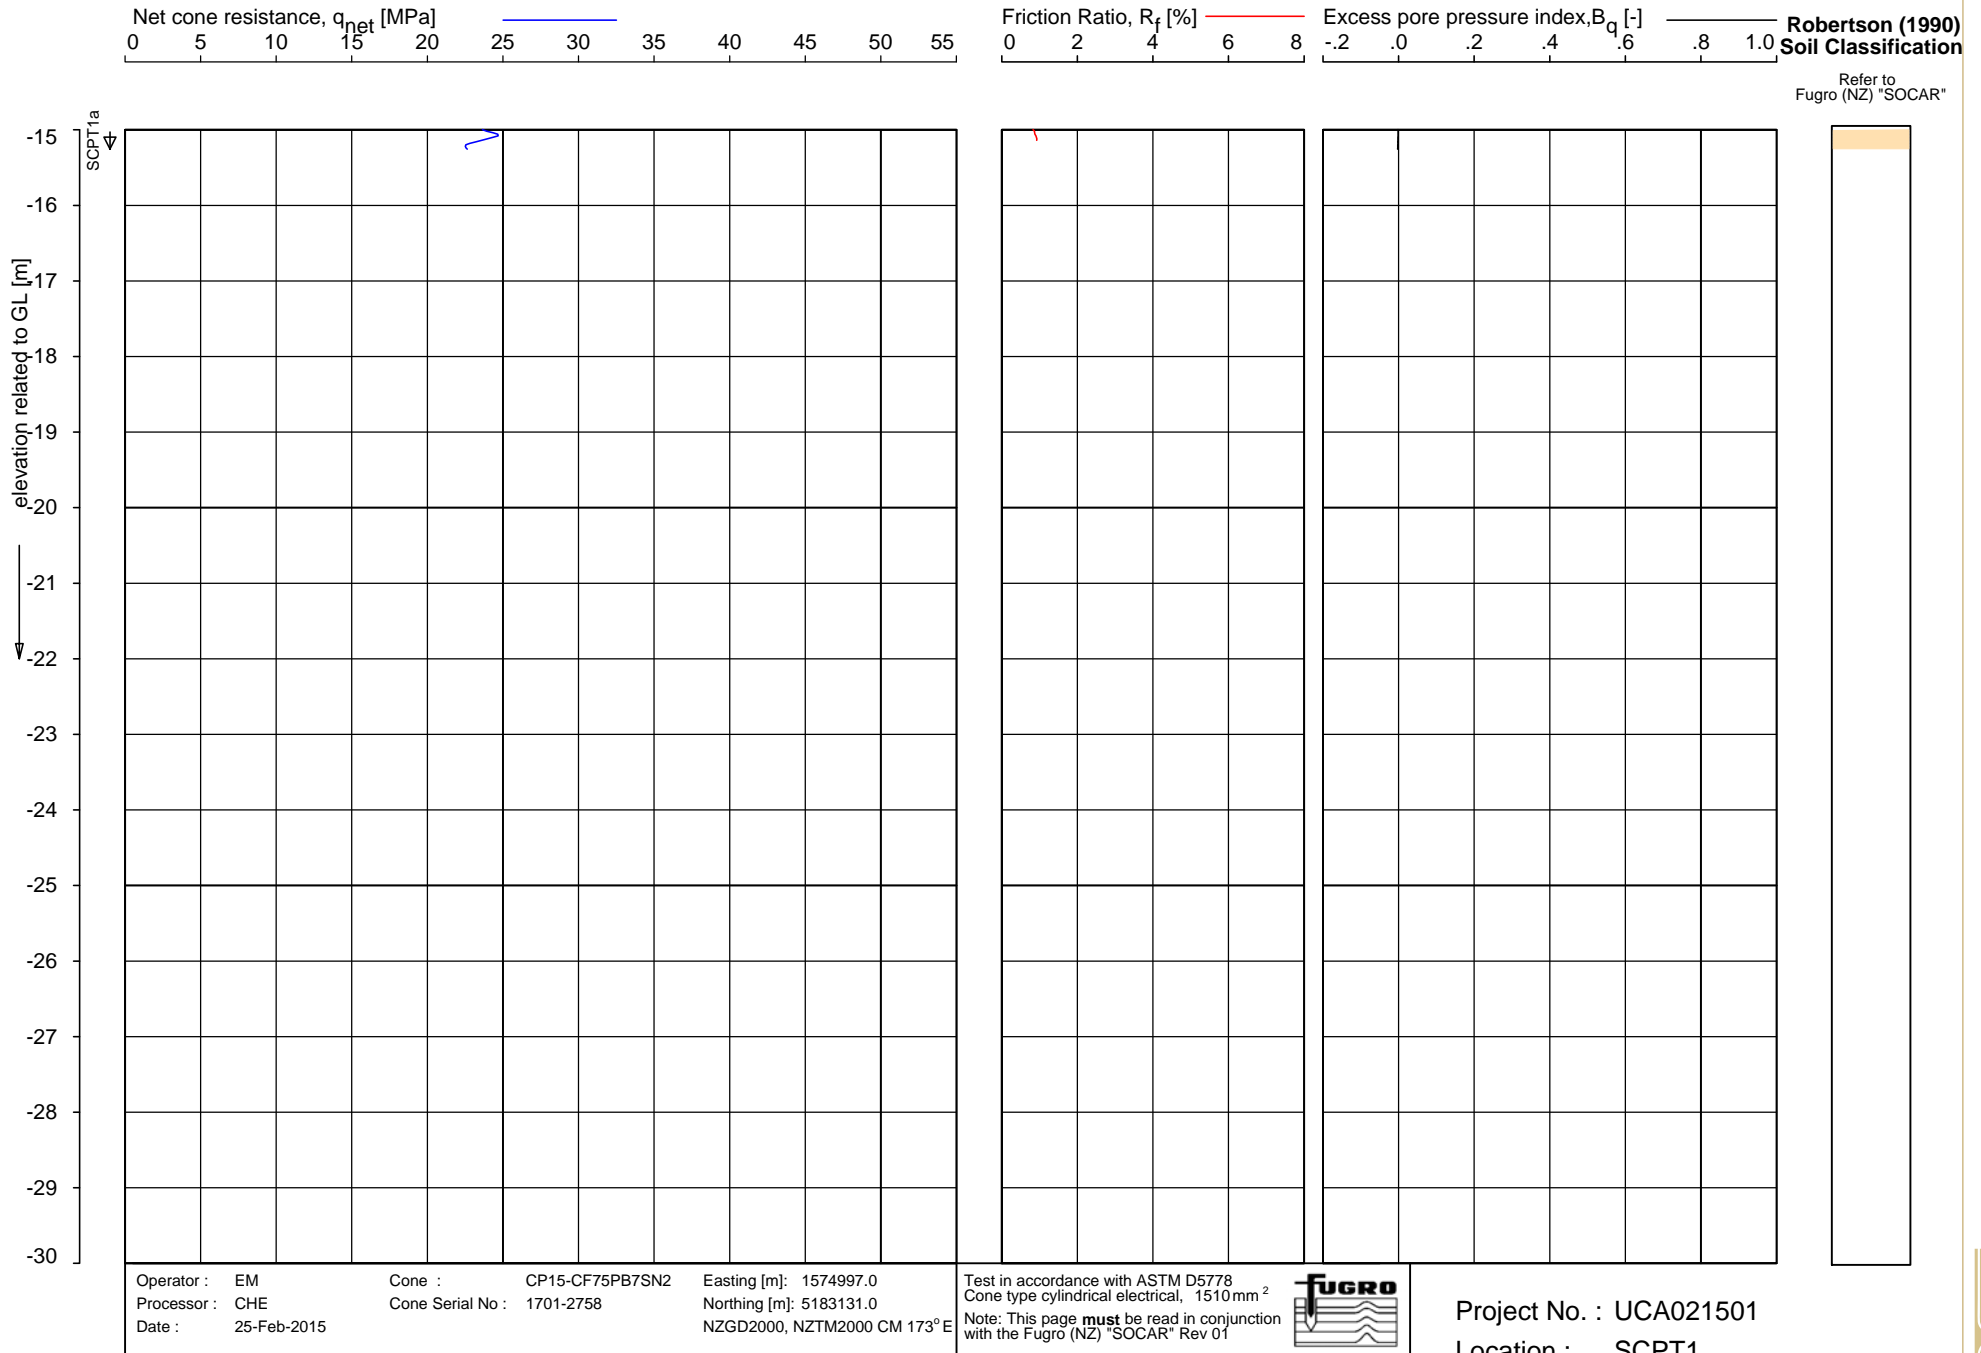 Net cone resistance, qnet [MPa]
0 5 10 15 20 25 30 35 40 45 50 55
Friction Ratio, Rf [%]
0 2 4 6 8
Excess pore pressure index,Bq [-]
-.2 .0 .2 .4 .6 .8 1.0
Robertson (1990)
Soil Classification
Refer to
Fugro (NZ) "SOCAR"
SCPT1a
elevation related to GL [m]
-15
-16
-17
-18
-19
-20
-21
-22
-23
-24
-25
-26
-27
-28
-29
-30
Operator : EM
Processor : CHE
Date : 25-Feb-2015
Cone : CP15-CF75PB7SN2
Cone Serial No : 1701-2758
Easting [m]: 1574997.0
Northing [m]: 5183131.0
NZGD2000, NZTM2000 CM 173° E
Test in accordance with ASTM D5778
Cone type cylindrical electrical, 1510 mm 2
Note: This page must be read in conjunction
with the Fugro (NZ) "SOCAR" Rev 01
FUGRO
Project No. : UCA021501
Location : SCPT1